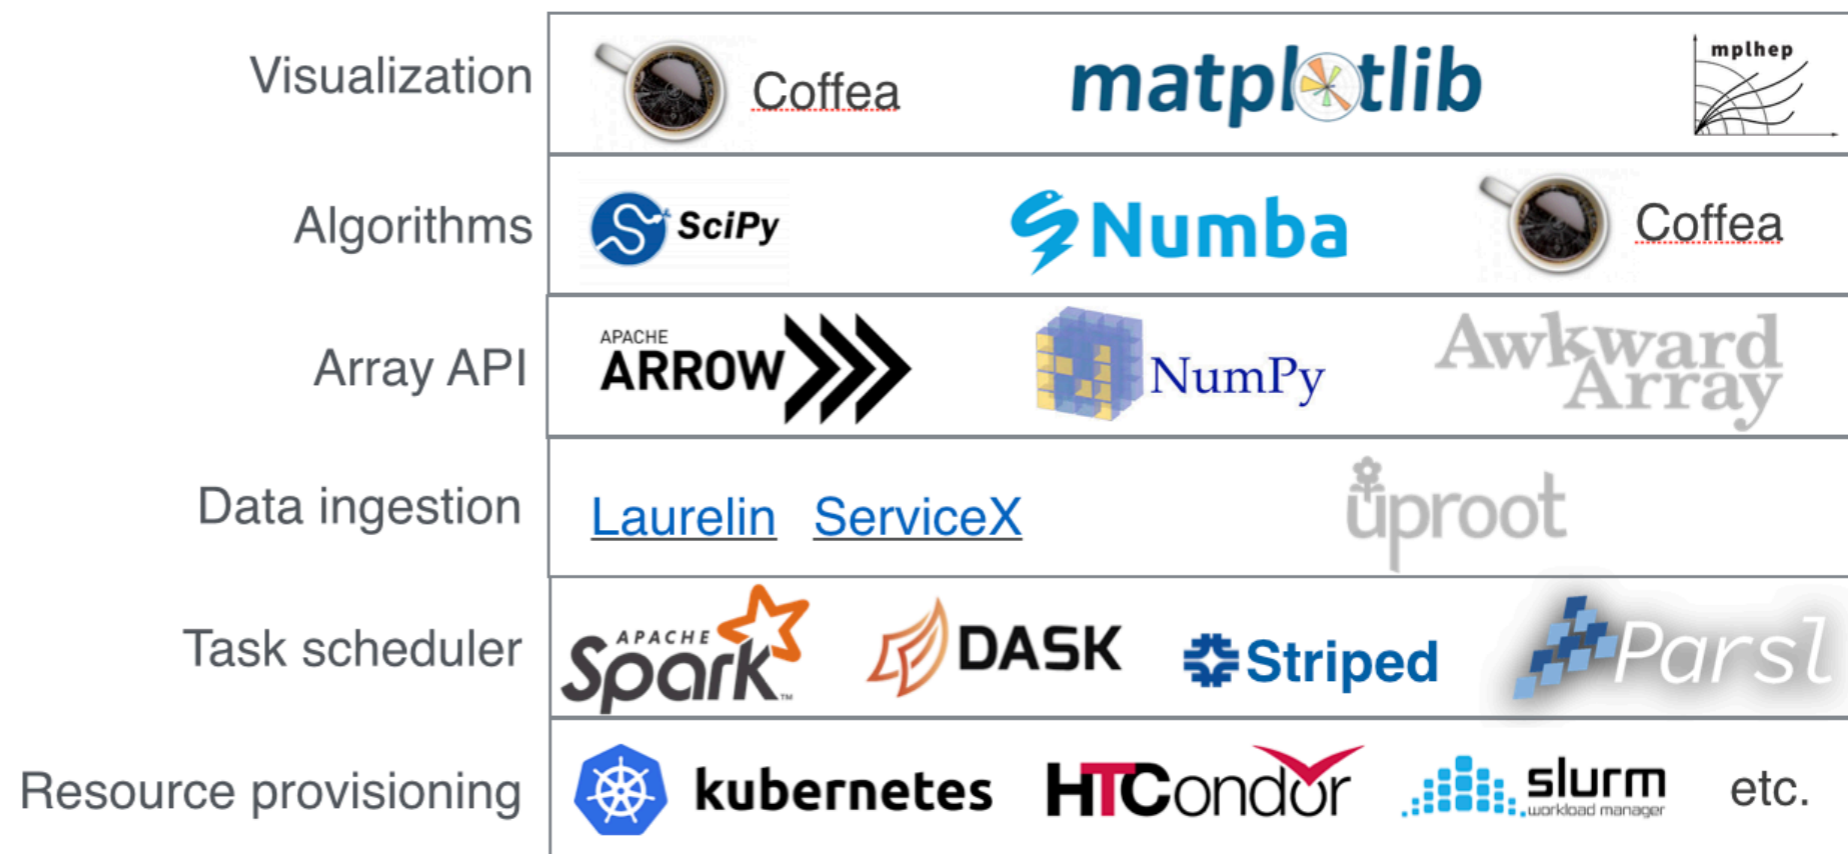 Visualization
Coffea
matplotlib
mplhep
Algorithms
SciPy
Numba
Coffea
Array API
APACHE
ARROW
NumPy
Awkward
Array
Data ingestion
Laurelin ServiceX
uproot
Task scheduler
APACHE
Spark™
DASK
Striped
Parsl
Resource provisioning
kubernetes
HTCondor
slurm
workload manager
etc.